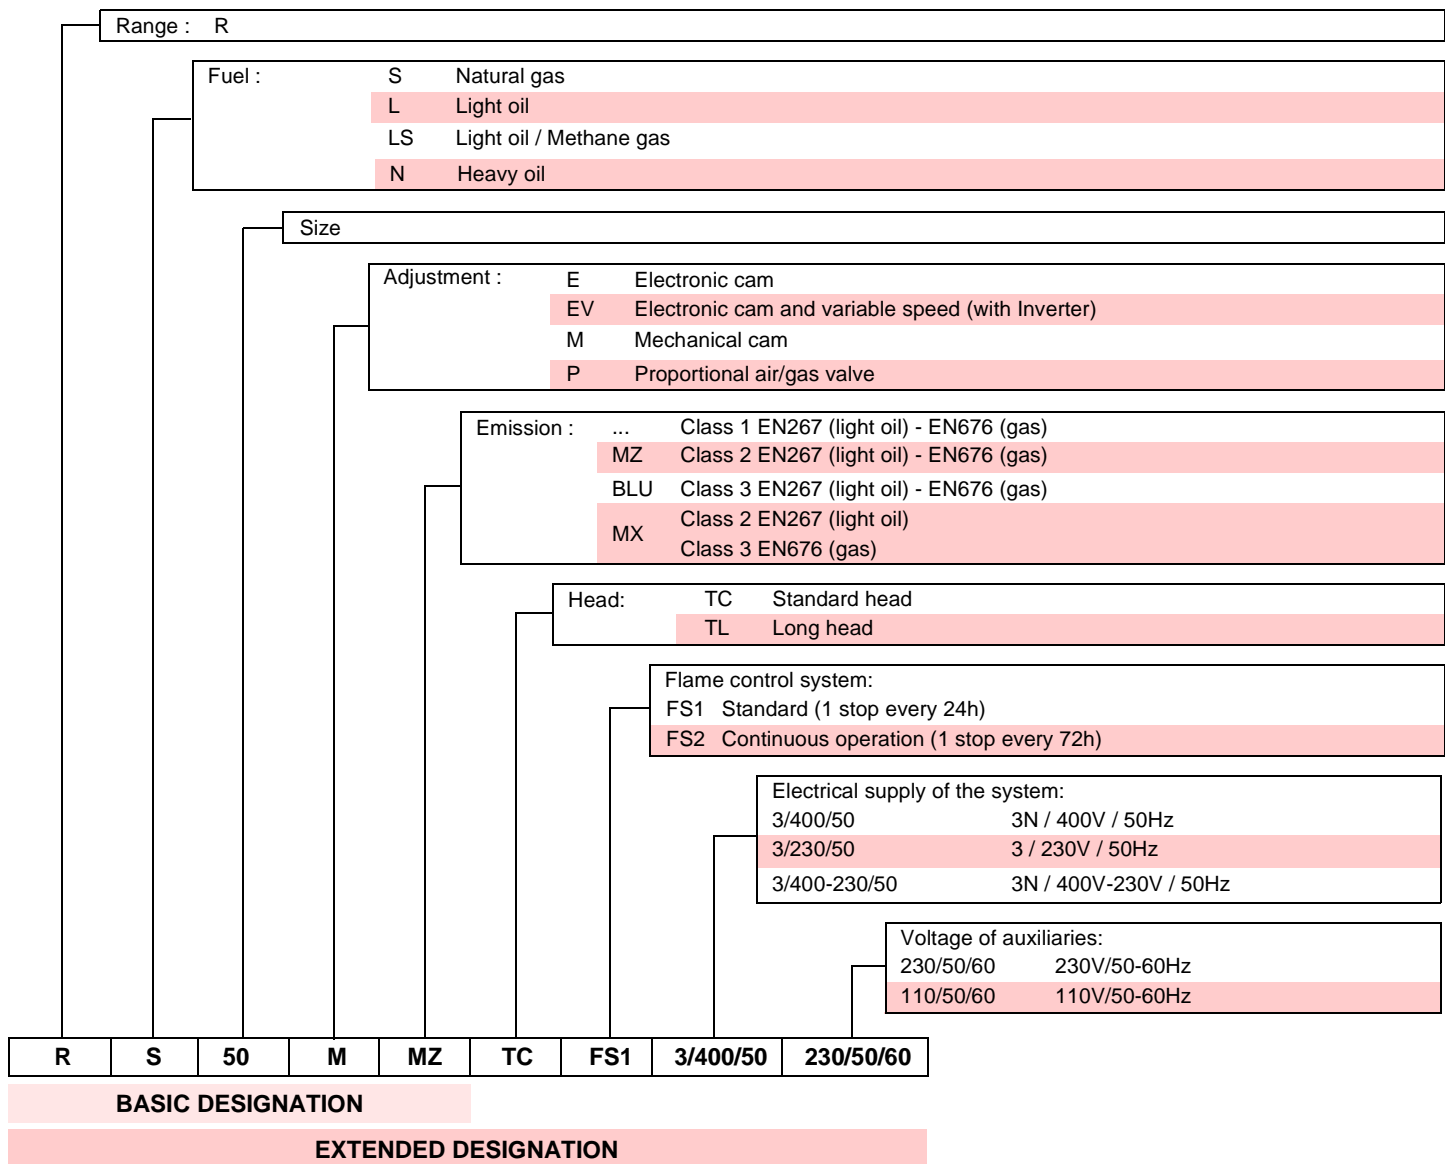 Range : R
Fuel : S Natural gas
L Light oil
LS Light oil / Methane gas
N Heavy oil
Size
Adjustment : E Electronic cam
EV Electronic cam and variable speed (with Inverter)
M Mechanical cam
P Proportional air/gas valve
Emission : ... Class 1 EN267 (light oil) - EN676 (gas)
MZ Class 2 EN267 (light oil) - EN676 (gas)
BLU Class 3 EN267 (light oil) - EN676 (gas)
MX Class 2 EN267 (light oil)
Class 3 EN676 (gas)
Head: TC Standard head
TL Long head
Flame control system:
FS1 Standard (1 stop every 24h)
FS2 Continuous operation (1 stop every 72h)
Electrical supply of the system:
3/400/50 3N / 400V / 50Hz
3/230/50 3 / 230V / 50Hz
3/400-230/50 3N / 400V-230V / 50Hz
Voltage of auxiliaries:
230/50/60 230V/50-60Hz
110/50/60 110V/50-60Hz
R S 50 M MZ TC FS1 3/400/50 230/50/60
BASIC DESIGNATION
EXTENDED DESIGNATION